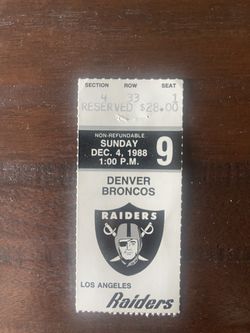 SECTION ROW SEAT
4 33 1
RESERVED $28.00
NON-REFUNDABLE
SUNDAY
DEC. 4, 1988
1:00 P.M.
9
DENVER
BRONCOS
RAIDERS
LOS ANGELES
Raiders